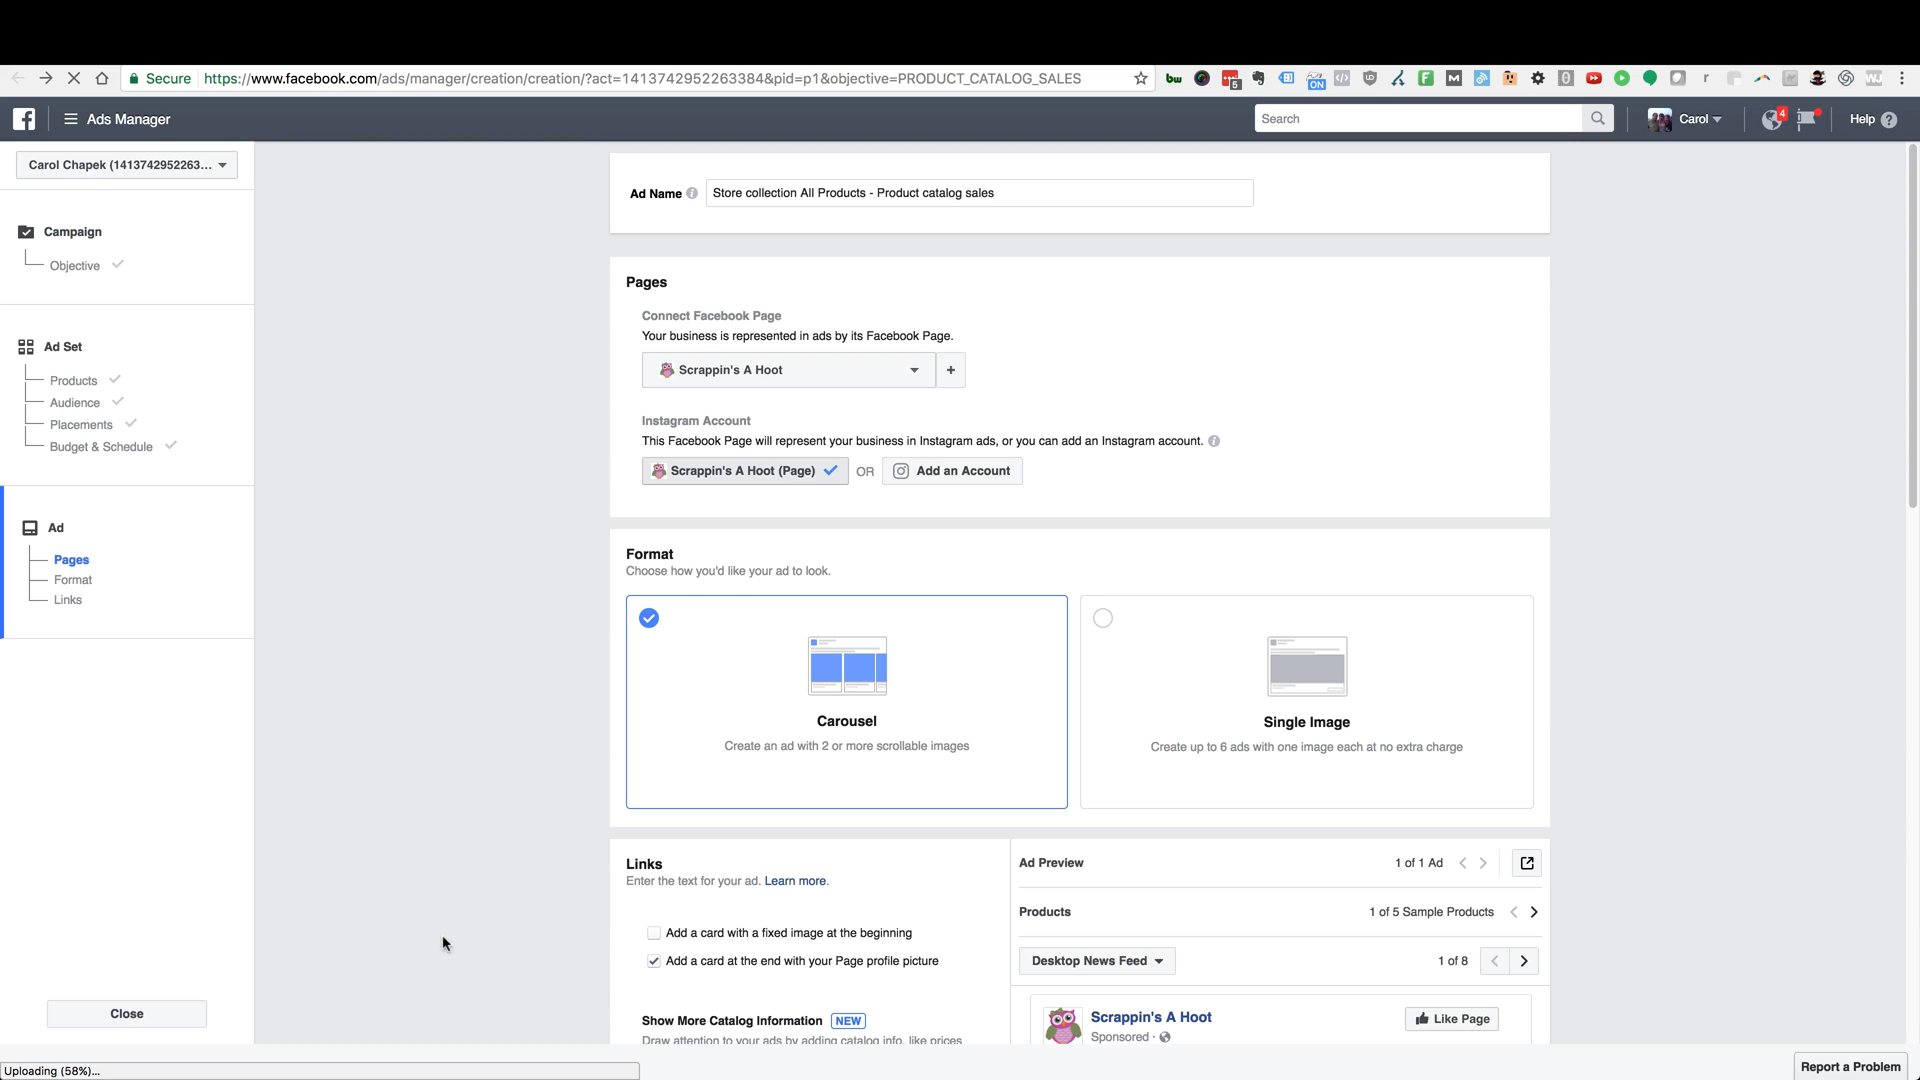 Secure
https://www.facebook.com/ads/manager/creation/creation/?act=1413742952263384&pid=p1&objective=PRODUCT_CATALOG_SALES
bw
5
ON
r
WJ
Ads Manager
Search
Carol
4
Help
Carol Chapek (1413742952263...
Ad Name
Store collection All Products - Product catalog sales
Campaign
Objective
Ad Set
Products
Audience
Placements
Budget & Schedule
Ad
Pages
Format
Links
Close
Pages
Connect Facebook Page
Your business is represented in ads by its Facebook Page.
Scrappin's A Hoot
+
Instagram Account
This Facebook Page will represent your business in Instagram ads, or you can add an Instagram account.
Scrappin's A Hoot (Page)
OR
Add an Account
Format
Choose how you'd like your ad to look.
Carousel
Create an ad with 2 or more scrollable images
Single Image
Create up to 6 ads with one image each at no extra charge
Links
Enter the text for your ad. Learn more.
Add a card with a fixed image at the beginning
Add a card at the end with your Page profile picture
Show More Catalog Information NEW
Draw attention to your ads by adding catalog info, like prices
Ad Preview
1 of 1 Ad
Products
1 of 5 Sample Products
Desktop News Feed
1 of 8
Scrappin's A Hoot
Sponsored ·
Like Page
Uploading (58%)...
Report a Problem